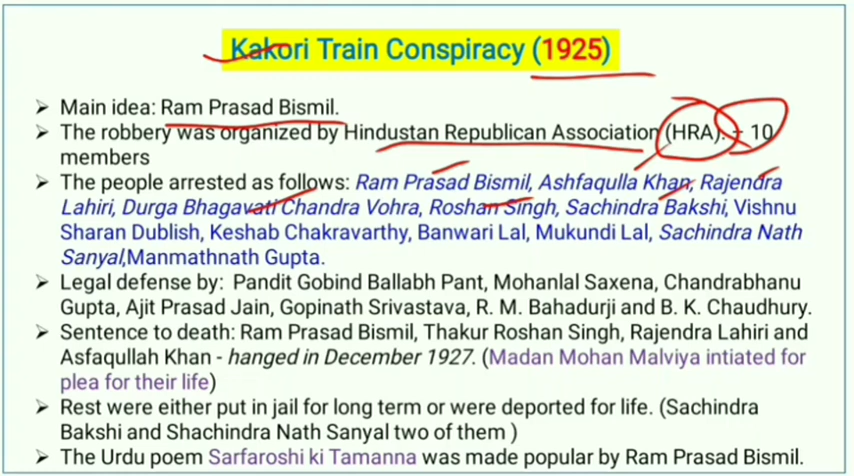 Kakori Train Conspiracy (1925)
➤ Main idea: Ram Prasad Bismil.
➤ The robbery was organized by Hindustan Republican Association (HRA). - 10
members
➤ The people arrested as follows: Ram Prasad Bismil, Ashfaqulla Khan, Rajendra
Lahiri, Durga Bhagavati Chandra Vohra, Roshan Singh, Sachindra Bakshi, Vishnu
Sharan Dublish, Keshab Chakravarthy, Banwari Lal, Mukundi Lal, Sachindra Nath
Sanyal,Manmathnath Gupta.
➤ Legal defense by: Pandit Gobind Ballabh Pant, Mohanlal Saxena, Chandrabhanu
Gupta, Ajit Prasad Jain, Gopinath Srivastava, R. M. Bahadurji and B. K. Chaudhury.
➤ Sentence to death: Ram Prasad Bismil, Thakur Roshan Singh, Rajendra Lahiri and
Asfaqullah Khan - hanged in December 1927. (Madan Mohan Malviya intiated for
plea for their life)
➤ Rest were either put in jail for long term or were deported for life. (Sachindra
Bakshi and Shachindra Nath Sanyal two of them )
➤ The Urdu poem Sarfaroshi ki Tamanna was made popular by Ram Prasad Bismil.